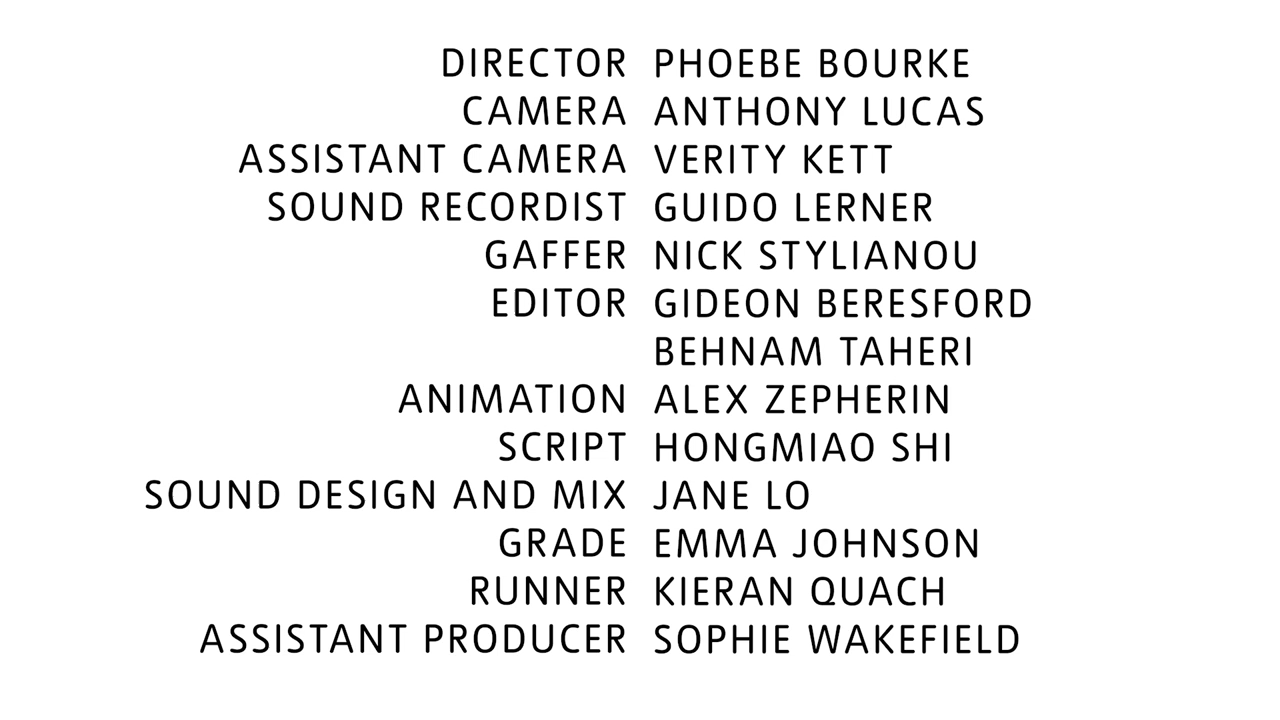 DIRECTOR PHOEBE BOURKE
CAMERA ANTHONY LUCAS
ASSISTANT CAMERA VERITY KETT
SOUND RECORDIST GUIDO LERNER
GAFFER NICK STYLIANOU
EDITOR GIDEON BERESFORD
BEHNAM TAHERI
ANIMATION ALEX ZEPHERIN
SCRIPT HONGMIAO SHI
SOUND DESIGN AND MIX JANE LO
GRADE EMMA JOHNSON
RUNNER KIERAN QUACH
ASSISTANT PRODUCER SOPHIE WAKEFIELD